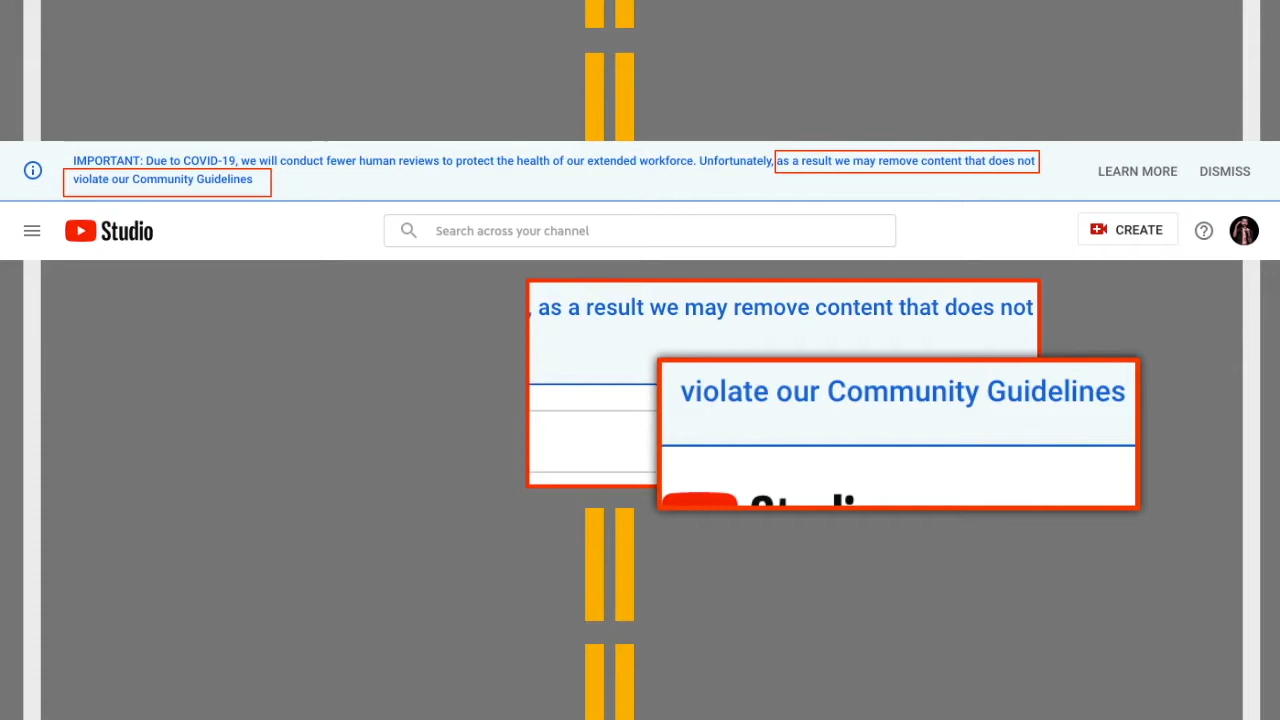 IMPORTANT: Due to COVID-19, we will conduct fewer human reviews to protect the health of our extended workforce. Unfortunately, as a result we may remove content that does not
violate our Community Guidelines
LEARN MORE
DISMISS
Studio
Search across your channel
CREATE
, as a result we may remove content that does not
violate our Community Guidelines
Studio